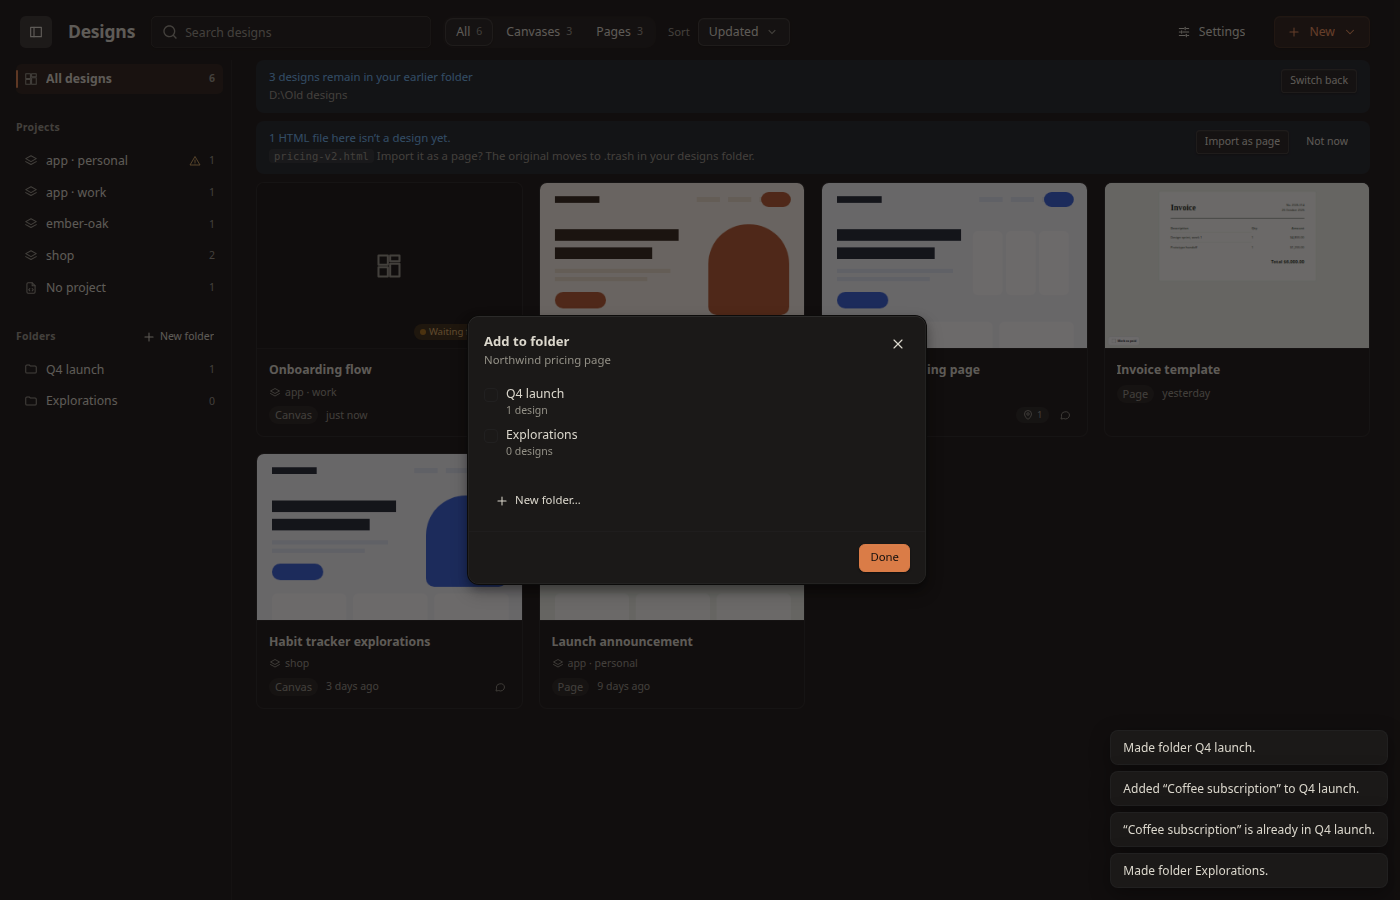 Designs
Search designs
All 6
Canvases 3
Pages 3
Sort
Updated
Settings
New
All designs 6
Projects
app · personal 1
app · work 1
ember-oak 1
shop 2
No project 1
Folders
New folder
Q4 launch 1
Explorations 0
3 designs remain in your earlier folder
D:\Old designs
Switch back
1 HTML file here isn’t a design yet.
pricing-v2.html Import it as a page? The original moves to .trash in your designs folder.
Import as page
Not now
Waiting
Onboarding flow
app · work
Canvas just now
ing page
1
Invoice
Invoice template
Page yesterday
Add to folder
Northwind pricing page
Q4 launch
1 design
Explorations
0 designs
New folder...
Done
Habit tracker explorations
shop
Canvas 3 days ago
Launch announcement
app · personal
Page 9 days ago
Made folder Q4 launch.
Added “Coffee subscription” to Q4 launch.
“Coffee subscription” is already in Q4 launch.
Made folder Explorations.